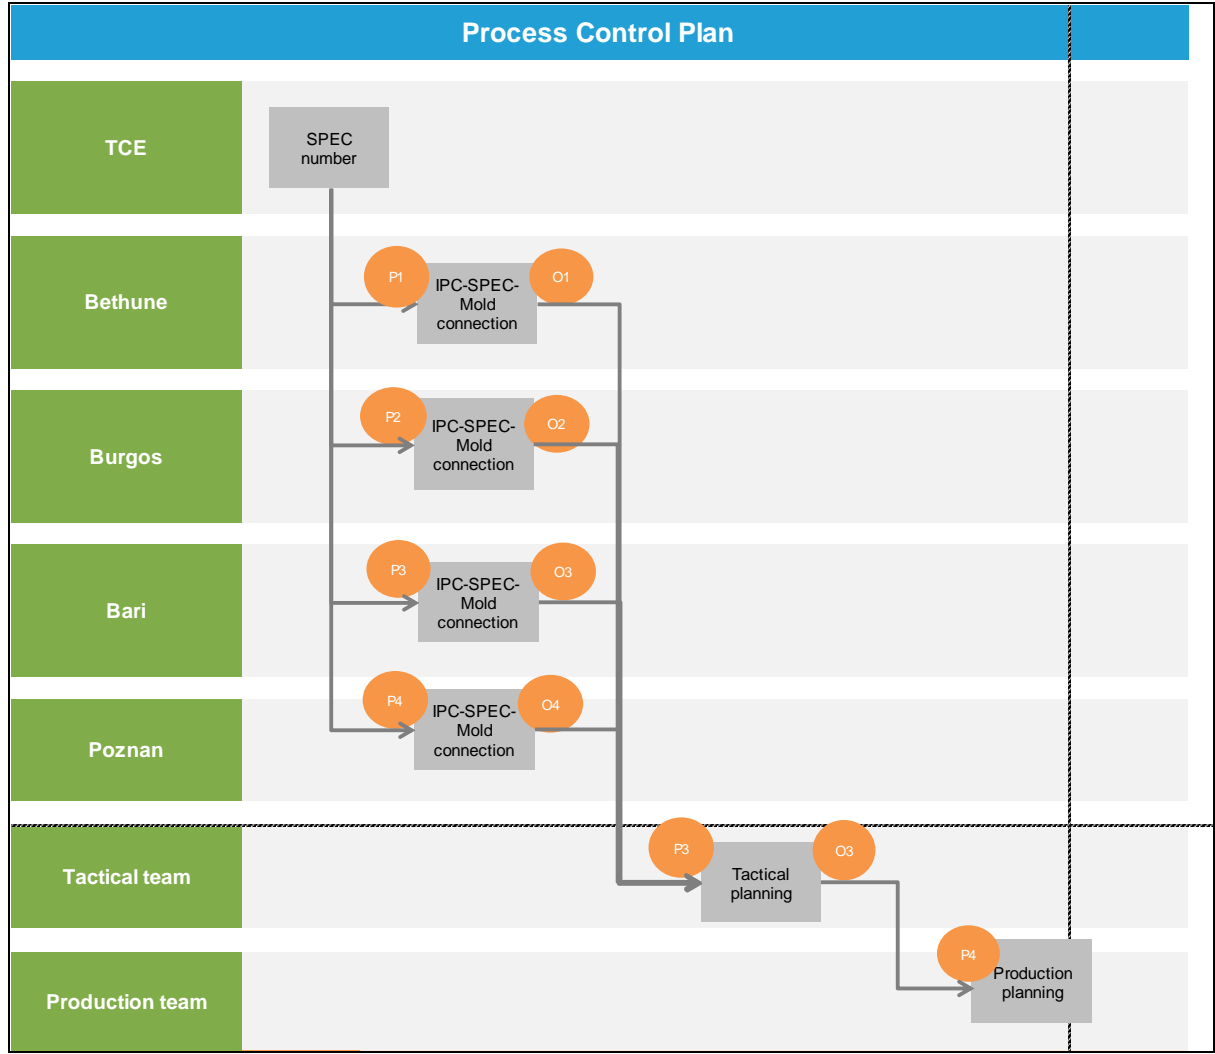 Process Control Plan
TCE
SPEC
number
Bethune
P1
IPC-SPEC-
Mold
connection
O1
Burgos
P2
IPC-SPEC-
Mold
connection
O2
Bari
P3
IPC-SPEC-
Mold
connection
O3
Poznan
P4
IPC-SPEC-
Mold
connection
O4
Tactical team
P3
Tactical
planning
O3
Production team
P4
Production
planning